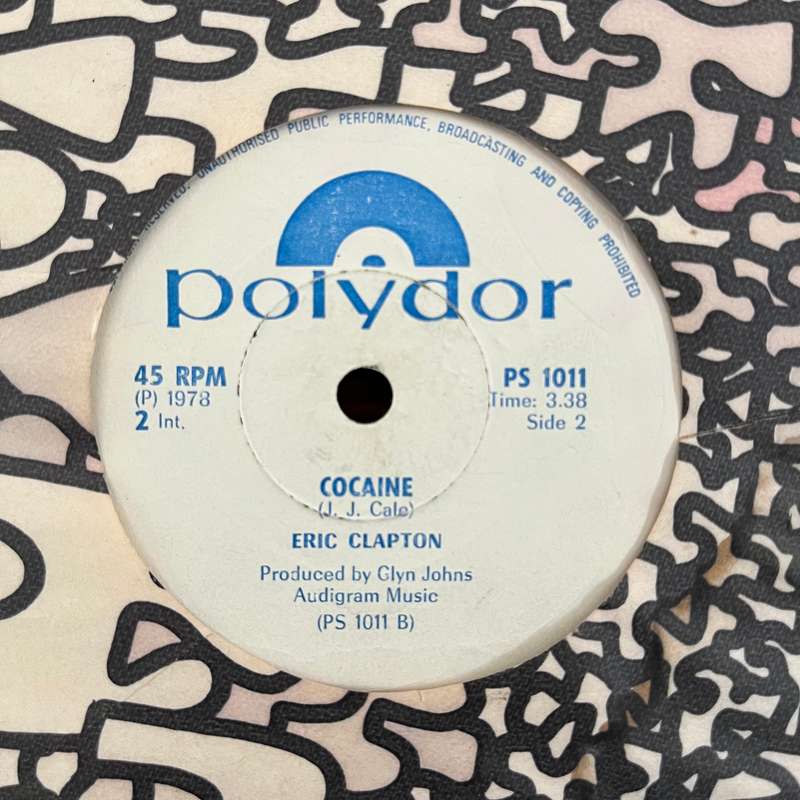 RESERVED. UNAUTHORISED PUBLIC PERFORMANCE, BROADCASTING AND COPYING PROHIBITED
polydor
45 RPM
(P) 1978
2 Int.
PS 1011
Time: 3.38
Side 2
COCAINE
(J. J. Cale)
ERIC CLAPTON
Produced by Glyn Johns
Audigram Music
(PS 1011 B)